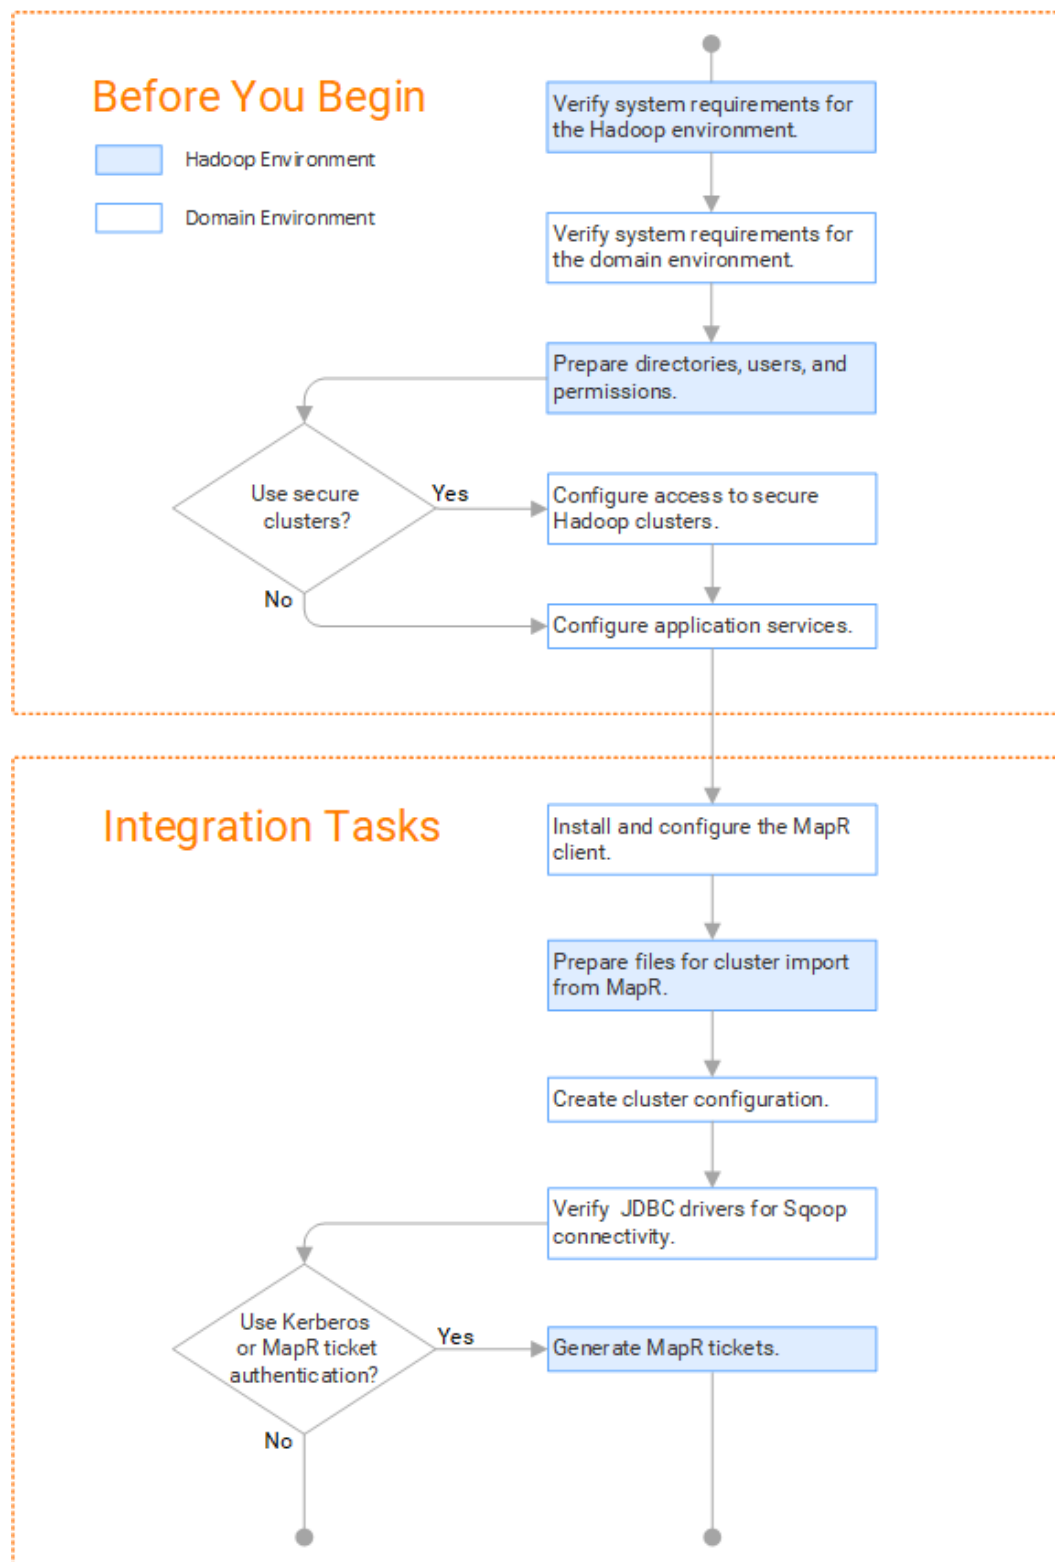 Before You Begin
Hadoop Environment
Domain Environment
Verify system requirements for
the Hadoop environment.
Verify system requirements for
the domain environment.
Prepare directories, users, and
permissions.
Use secure
clusters?
Yes
No
Configure access to secure
Hadoop clusters.
Configure application services.
Integration Tasks
Install and configure the MapR
client.
Prepare files for cluster import
from MapR.
Create cluster configuration.
Verify JDBC drivers for Sqoop
connectivity.
Use Kerberos
or MapR ticket
authentication?
Yes
No
Generate MapR tickets.